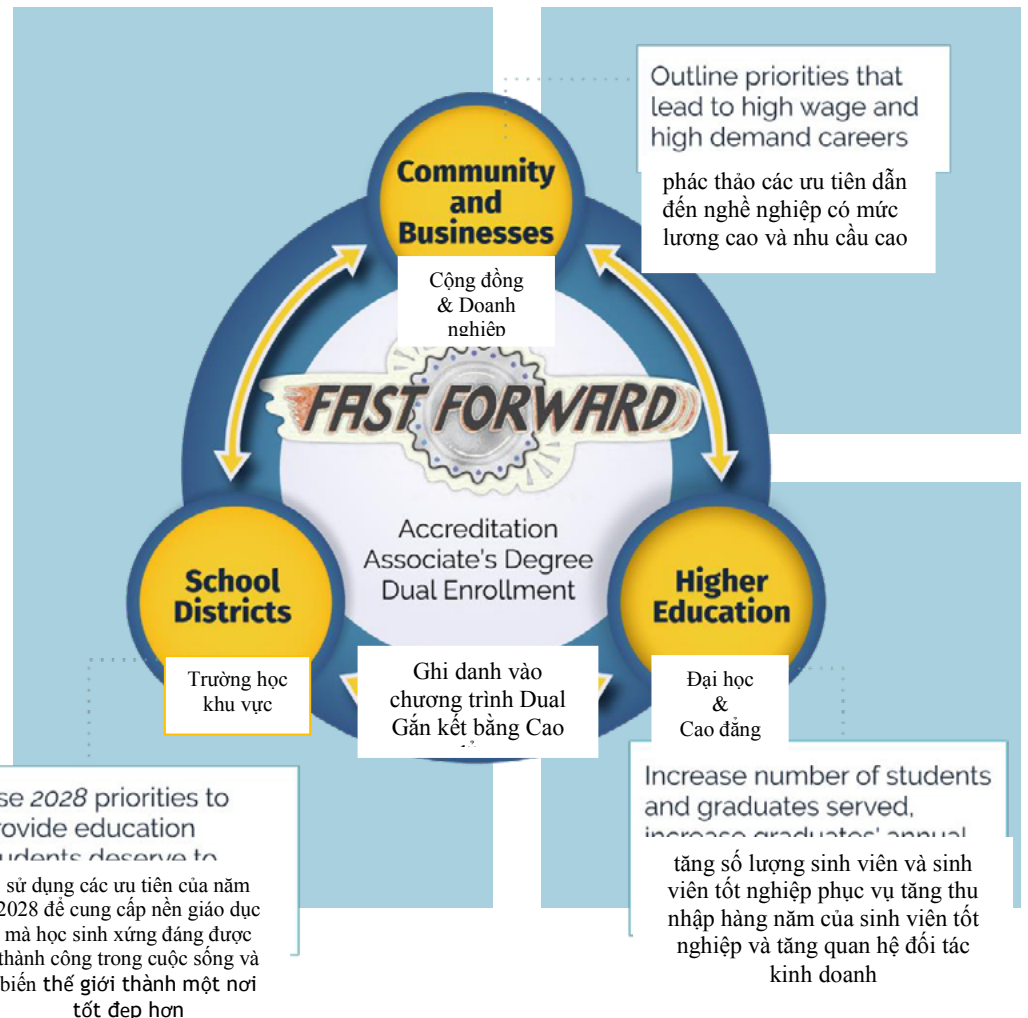 Outline priorities that
lead to high wage and
high demand careers
phác thảo các ưu tiên dẫn
đến nghề nghiệp có mức
lương cao và nhu cầu cao
Community
and
Businesses
Cộng đồng
& Doanh
nghiệp
FAST FORWARD
Accreditation
Associate's Degree
Dual Enrollment
School
Districts
Trường học
khu vực
Ghi danh vào
chương trình Dual
Gắn kết bằng Cao
Higher
Education
Đại học
&
Cao đẳng
2028 priorities to
education
deserve to
sử dụng các ưu tiên của năm
2028 để cung cấp nền giáo dục
mà học sinh xứng đáng được
thành công trong cuộc sống và
biến thế giới thành một nơi
tốt đẹp hơn
Increase number of students
and graduates served,
increase graduates' annual
tăng số lượng sinh viên và sinh
viên tốt nghiệp phục vụ tăng thu
nhập hàng năm của sinh viên tốt
nghiệp và tăng quan hệ đối tác
kinh doanh